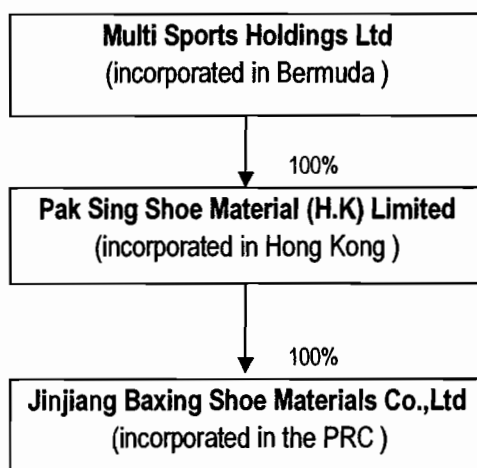 Multi Sports Holdings Ltd
(incorporated in Bermuda )
100%
Pak Sing Shoe Material (H.K) Limited
(incorporated in Hong Kong )
100%
Jinjiang Baxing Shoe Materials Co.,Ltd
(incorporated in the PRC )